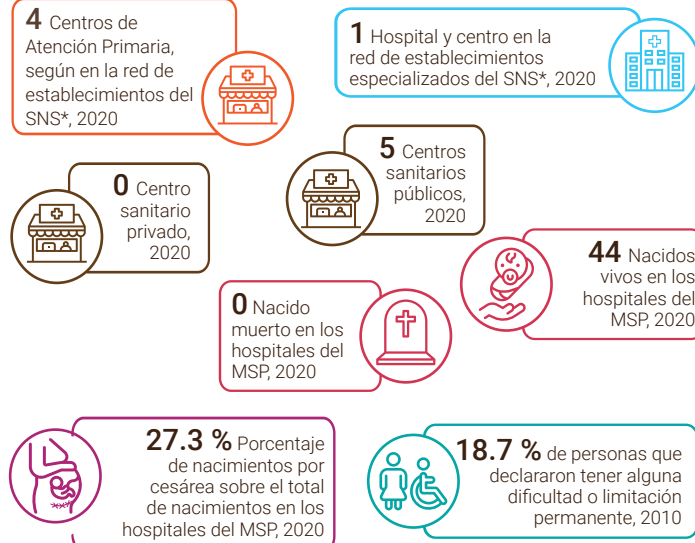 4 Centros de
Atención Primaria,
según en la red de
establecimientos del
SNS*, 2020
1 Hospital y centro en la
red de establecimientos
especializados del SNS*, 2020
0 Centro
sanitario
privado,
2020
5 Centros
sanitarios
públicos,
2020
44 Nacidos
vivos en los
hospitales del
MSP, 2020
0 Nacido
muerto en los
hospitales del
MSP, 2020
27.3 % Porcentaje
de nacimientos por
cesárea sobre el total
de nacimientos en los
hospitales del MSP, 2020
18.7 % de personas que
declararon tener alguna
dificultad o limitación
permanente, 2010